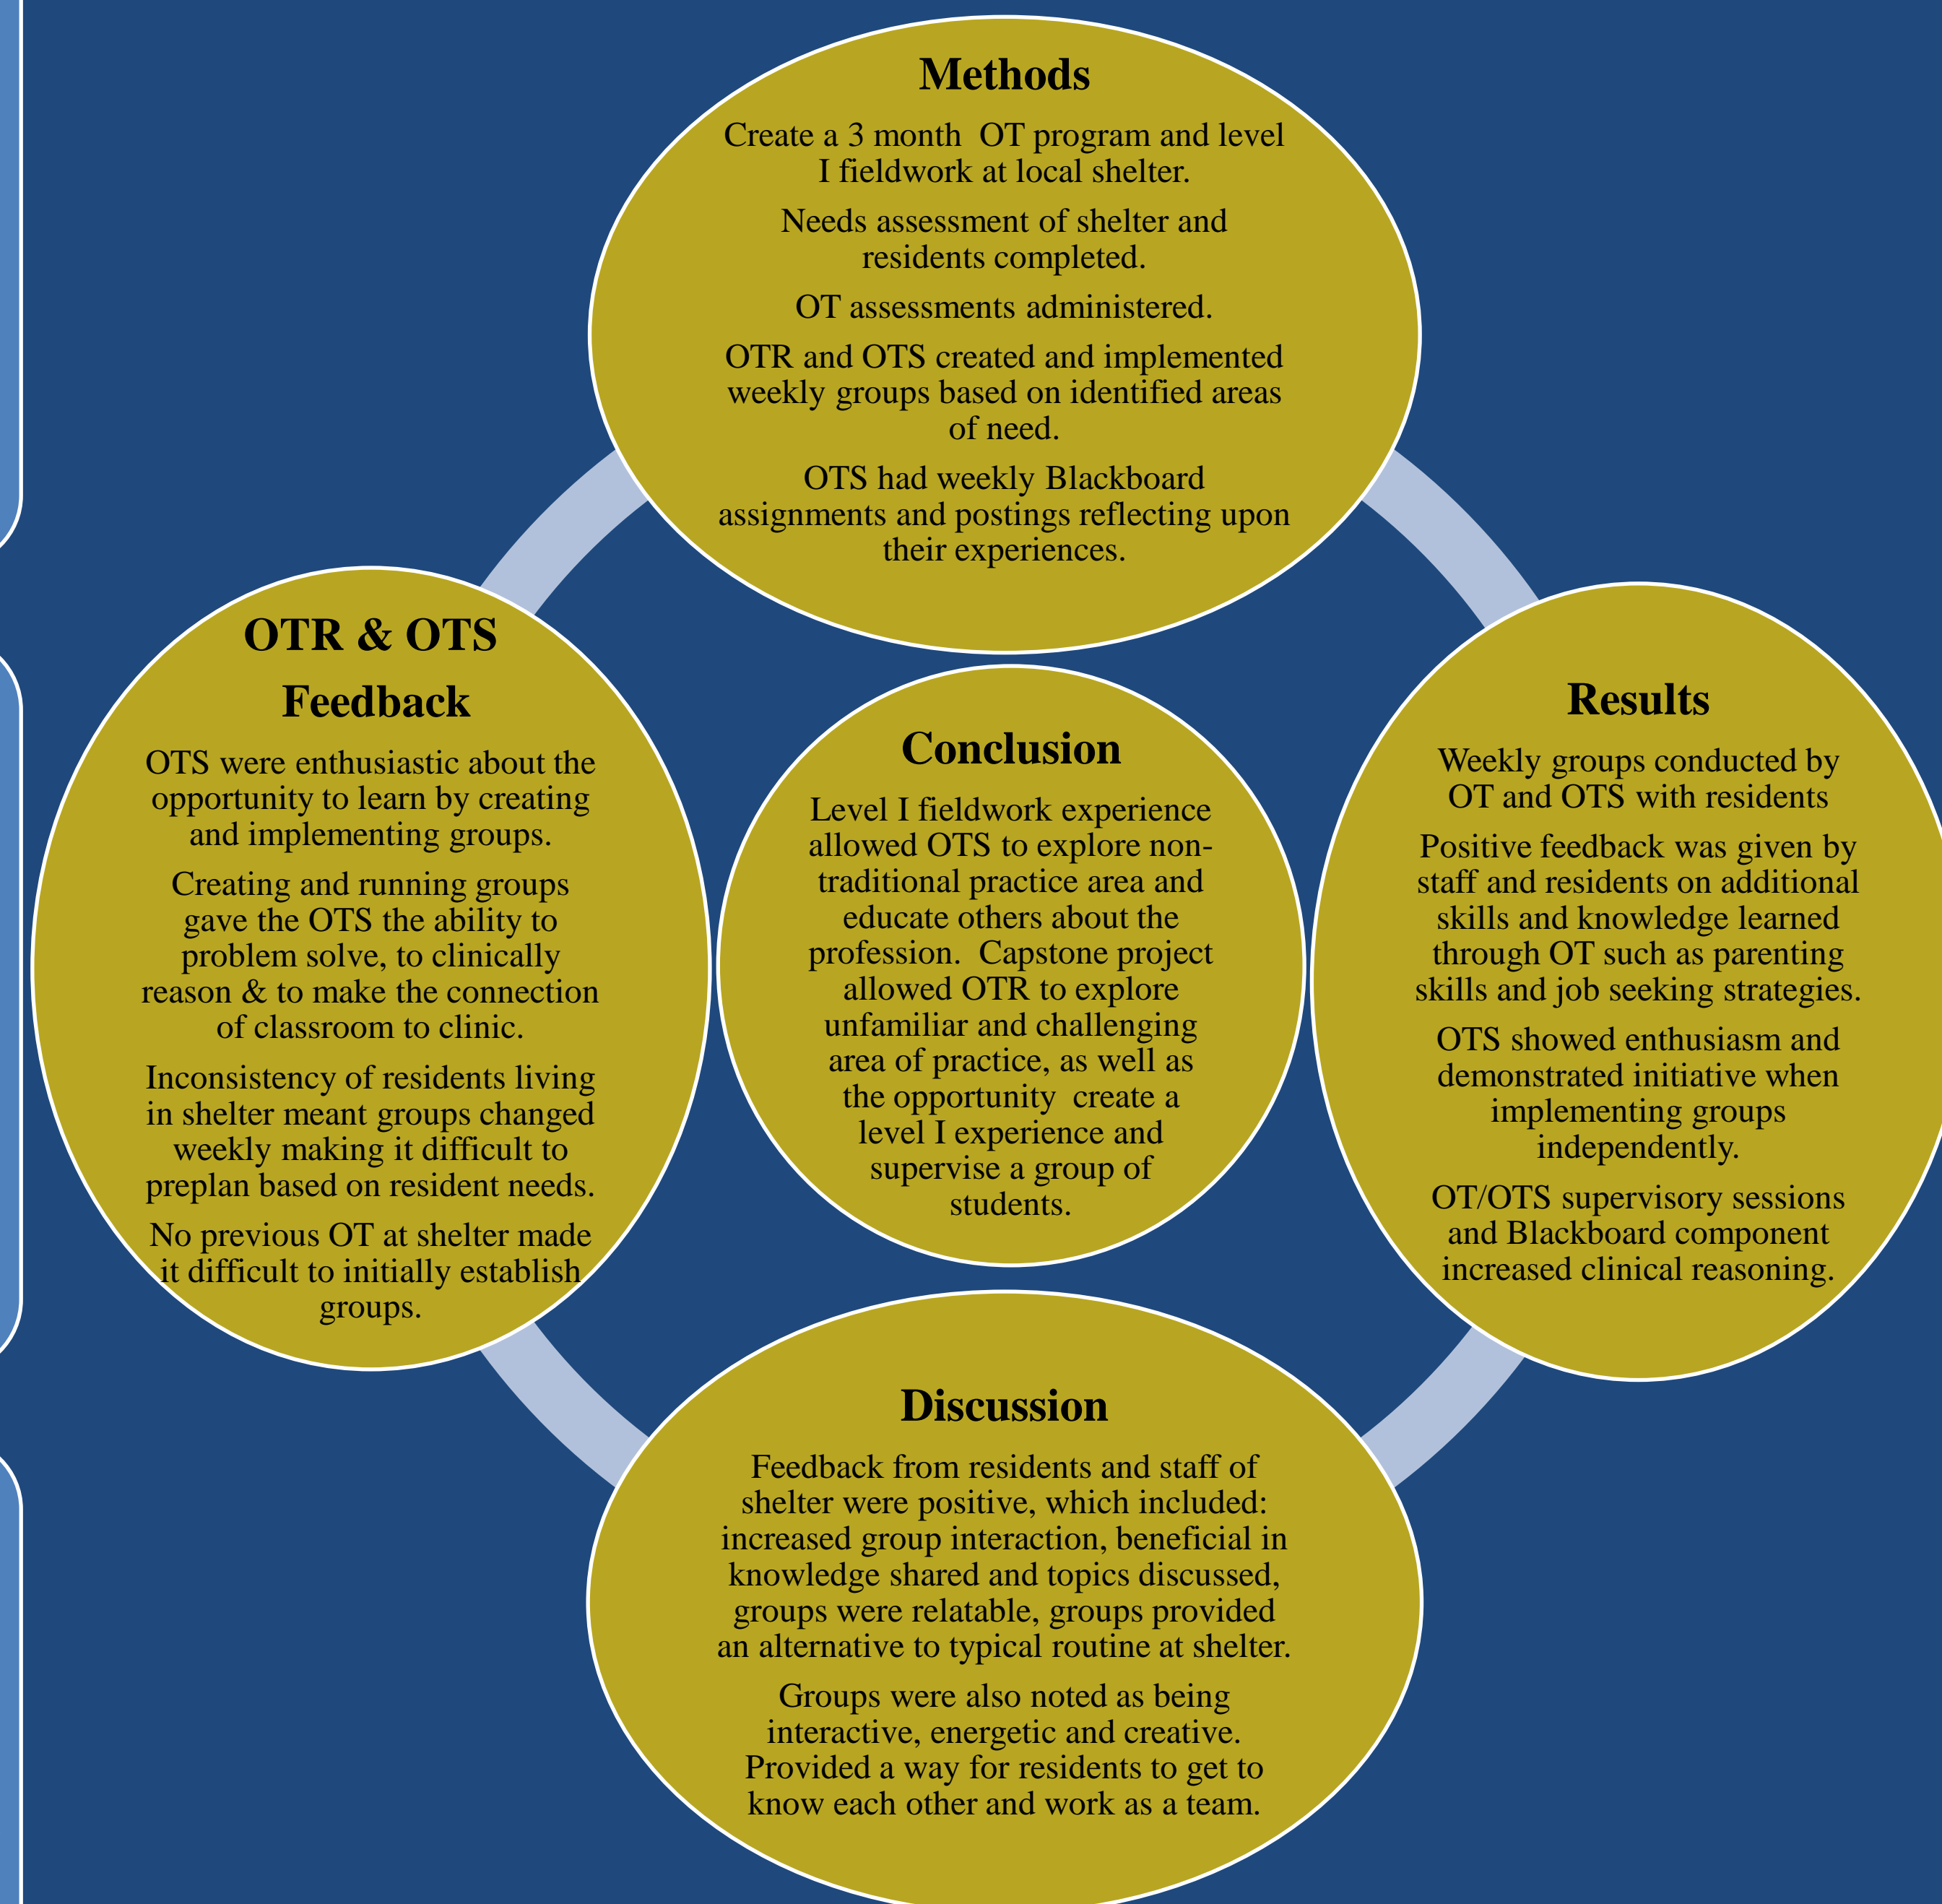 Methods
Create a 3 month  OT program and level
I fieldwork at local shelter.
Needs assessment of shelter and
residents completed.
OT assessments administered.
OTR and OTS created and implemented
weekly groups based on identified areas
of need.
OTS had weekly Blackboard
assignments and postings reflecting upon
their experiences.
OTR & OTS
Feedback
OTS were enthusiastic about the
opportunity to learn by creating
and implementing groups.
Creating and running groups
gave the OTS the ability to
problem solve, to clinically
reason & to make the connection
of classroom to clinic.
Inconsistency of residents living
in shelter meant groups changed
weekly making it difficult to
preplan based on resident needs.
No previous OT at shelter made
it difficult to initially establish
groups.
Conclusion
Level I fieldwork experience
allowed OTS to explore non-
traditional practice area and
educate others about the
profession.  Capstone project
allowed OTR to explore
unfamiliar and challenging
area of practice, as well as
the opportunity  create a
level I experience and
supervise a group of
students.
Results
Weekly groups conducted by
OT and OTS with residents
Positive feedback was given by
staff and residents on additional
skills and knowledge learned
through OT such as parenting
skills and job seeking strategies.
OTS showed enthusiasm and
demonstrated initiative when
implementing groups
independently.
OT/OTS supervisory sessions
and Blackboard component
increased clinical reasoning.
Discussion
Feedback from residents and staff of
shelter were positive, which included:
increased group interaction, beneficial in
knowledge shared and topics discussed,
groups were relatable, groups provided
an alternative to typical routine at shelter.
Groups were also noted as being
interactive, energetic and creative.
Provided a way for residents to get to
know each other and work as a team.